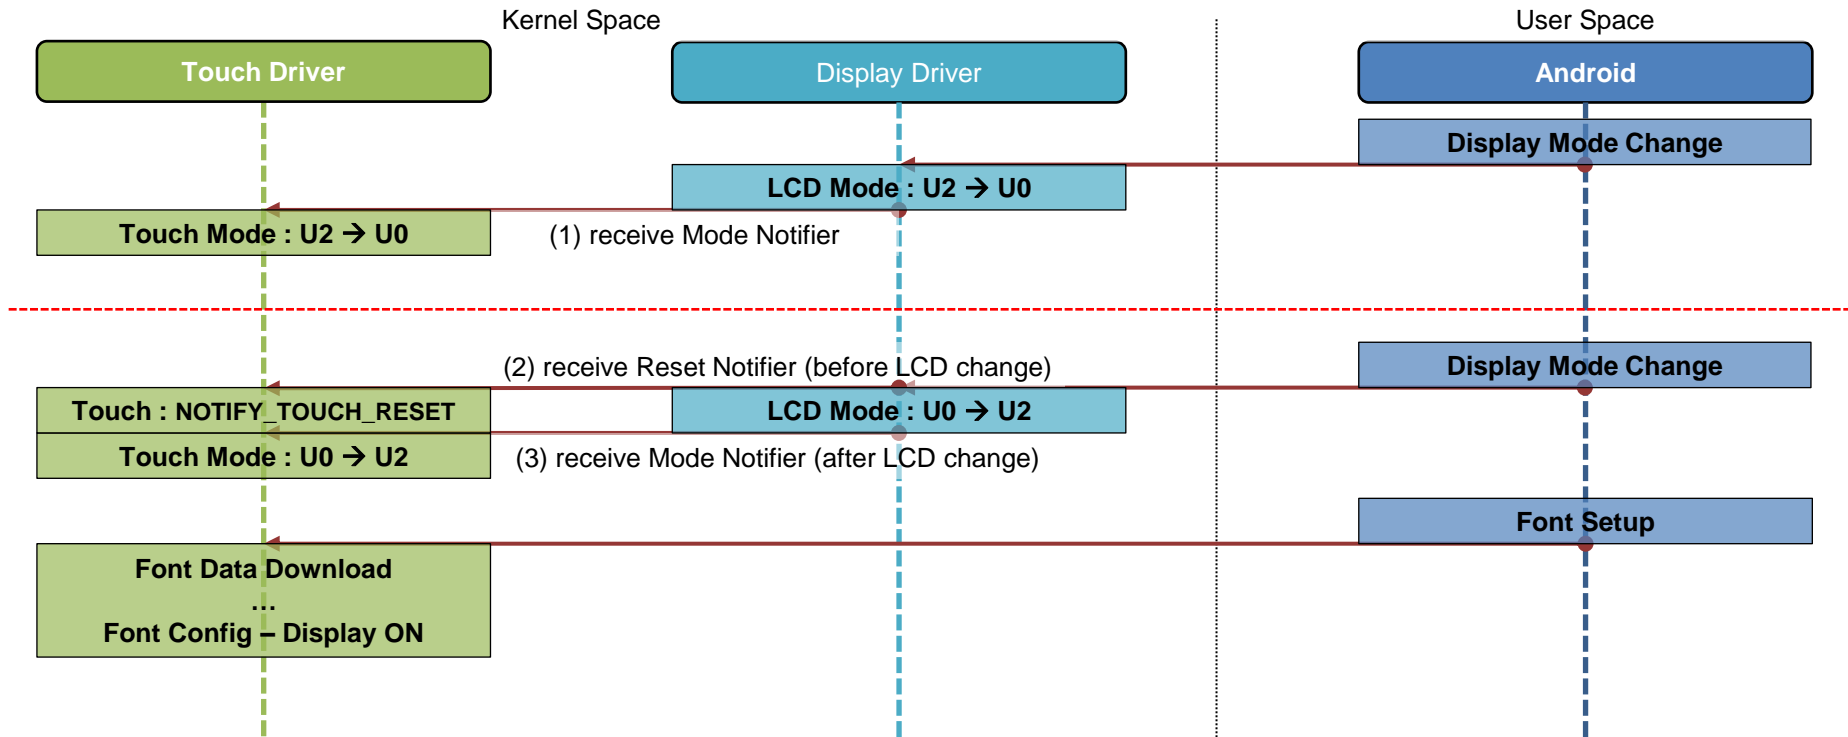 Kernel Space
User Space
Touch Driver
Display Driver
Android
Display Mode Change
LCD Mode : U2 → U0
Touch Mode : U2 → U0
(1) receive Mode Notifier
(2) receive Reset Notifier (before LCD change)
Display Mode Change
Touch : NOTIFY_TOUCH_RESET
LCD Mode : U0 → U2
Touch Mode : U0 → U2
(3) receive Mode Notifier (after LCD change)
Font Setup
Font Data Download
…
Font Config – Display ON